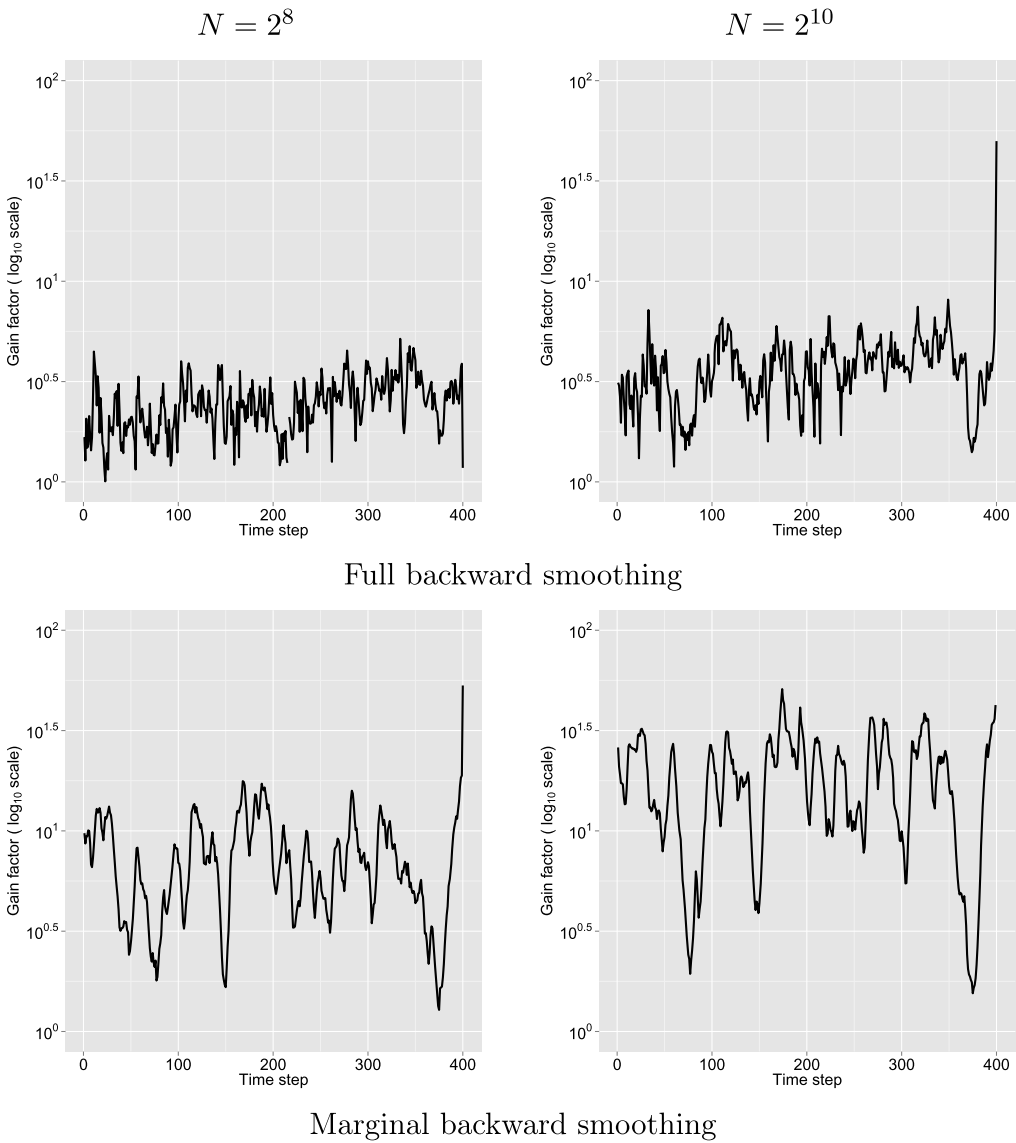 N = 2^8 N = 2^10
10^2
10^1.5
10^1
10^0.5
10^0
Gain factor ( log10 scale)
0 100 200 300 400
Time step
10^2
10^1.5
10^1
10^0.5
10^0
Gain factor ( log10 scale)
0 100 200 300 400
Time step
Full backward smoothing
10^2
10^1.5
10^1
10^0.5
10^0
Gain factor ( log10 scale)
0 100 200 300 400
Time step
10^2
10^1.5
10^1
10^0.5
10^0
Gain factor ( log10 scale)
0 100 200 300 400
Time step
Marginal backward smoothing